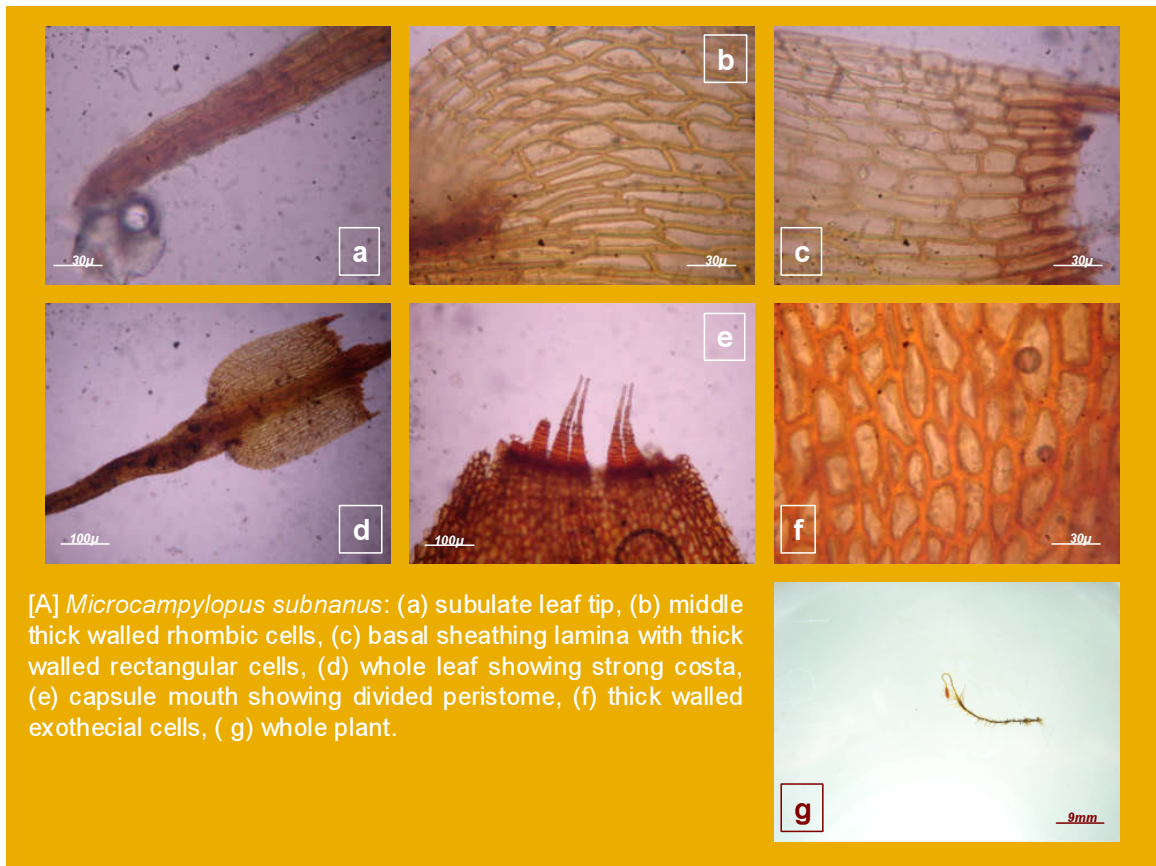 a
30µ
b
30µ
c
30µ
d
100µ
e
100µ
f
30µ
[A] Microcampylopus subnanus: (a) subulate leaf tip, (b) middle
thick walled rhombic cells, (c) basal sheathing lamina with thick
walled rectangular cells, (d) whole leaf showing strong costa,
(e) capsule mouth showing divided peristome, (f) thick walled
exothecial cells, ( g) whole plant.
g
9mm